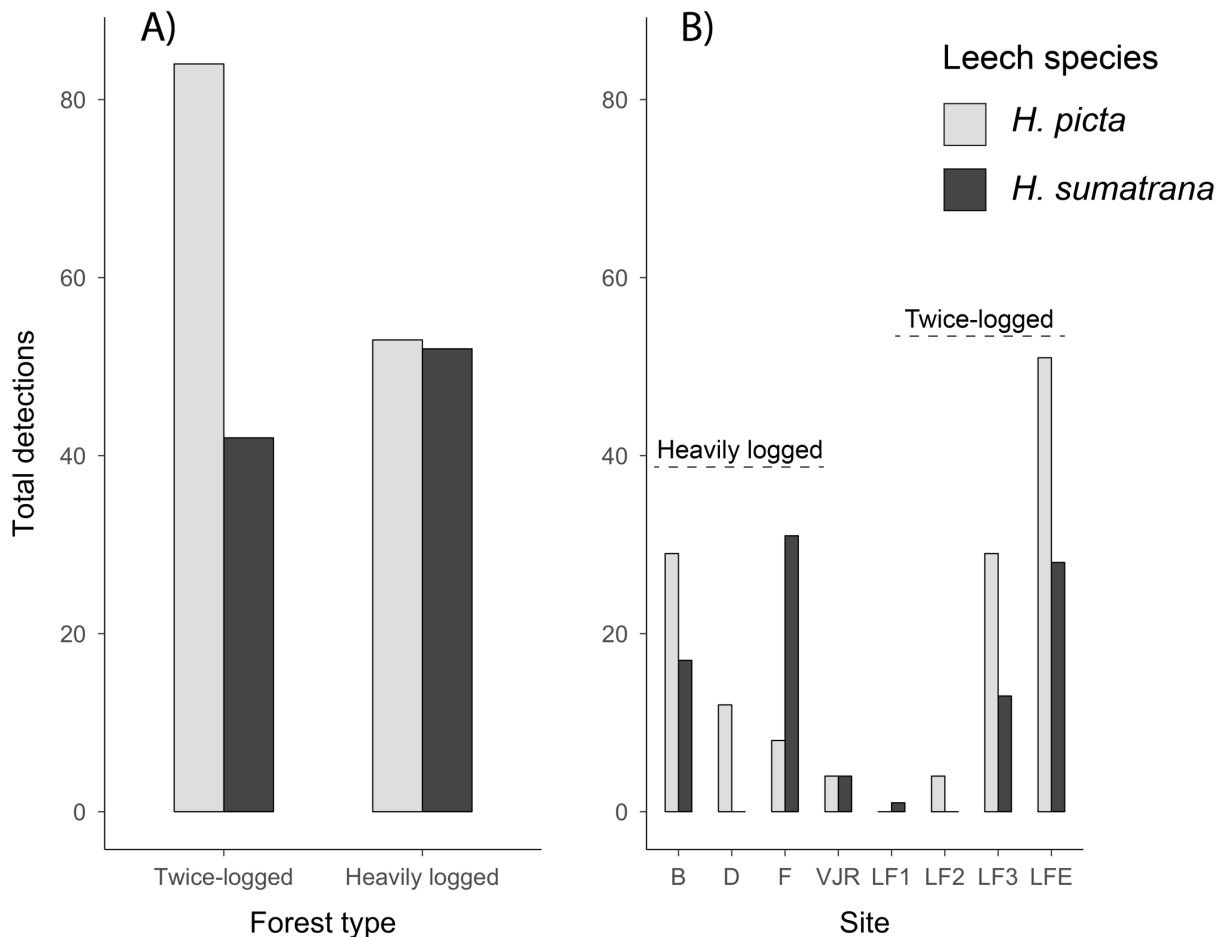 A)
Total detections
80
60
40
20
0
Twice-logged Heavily logged
Forest type
B)
Leech species
H. picta
H. sumatrana
80
60
40
20
0
Twice-logged
Heavily logged
B D F VJR LF1 LF2 LF3 LFE
Site